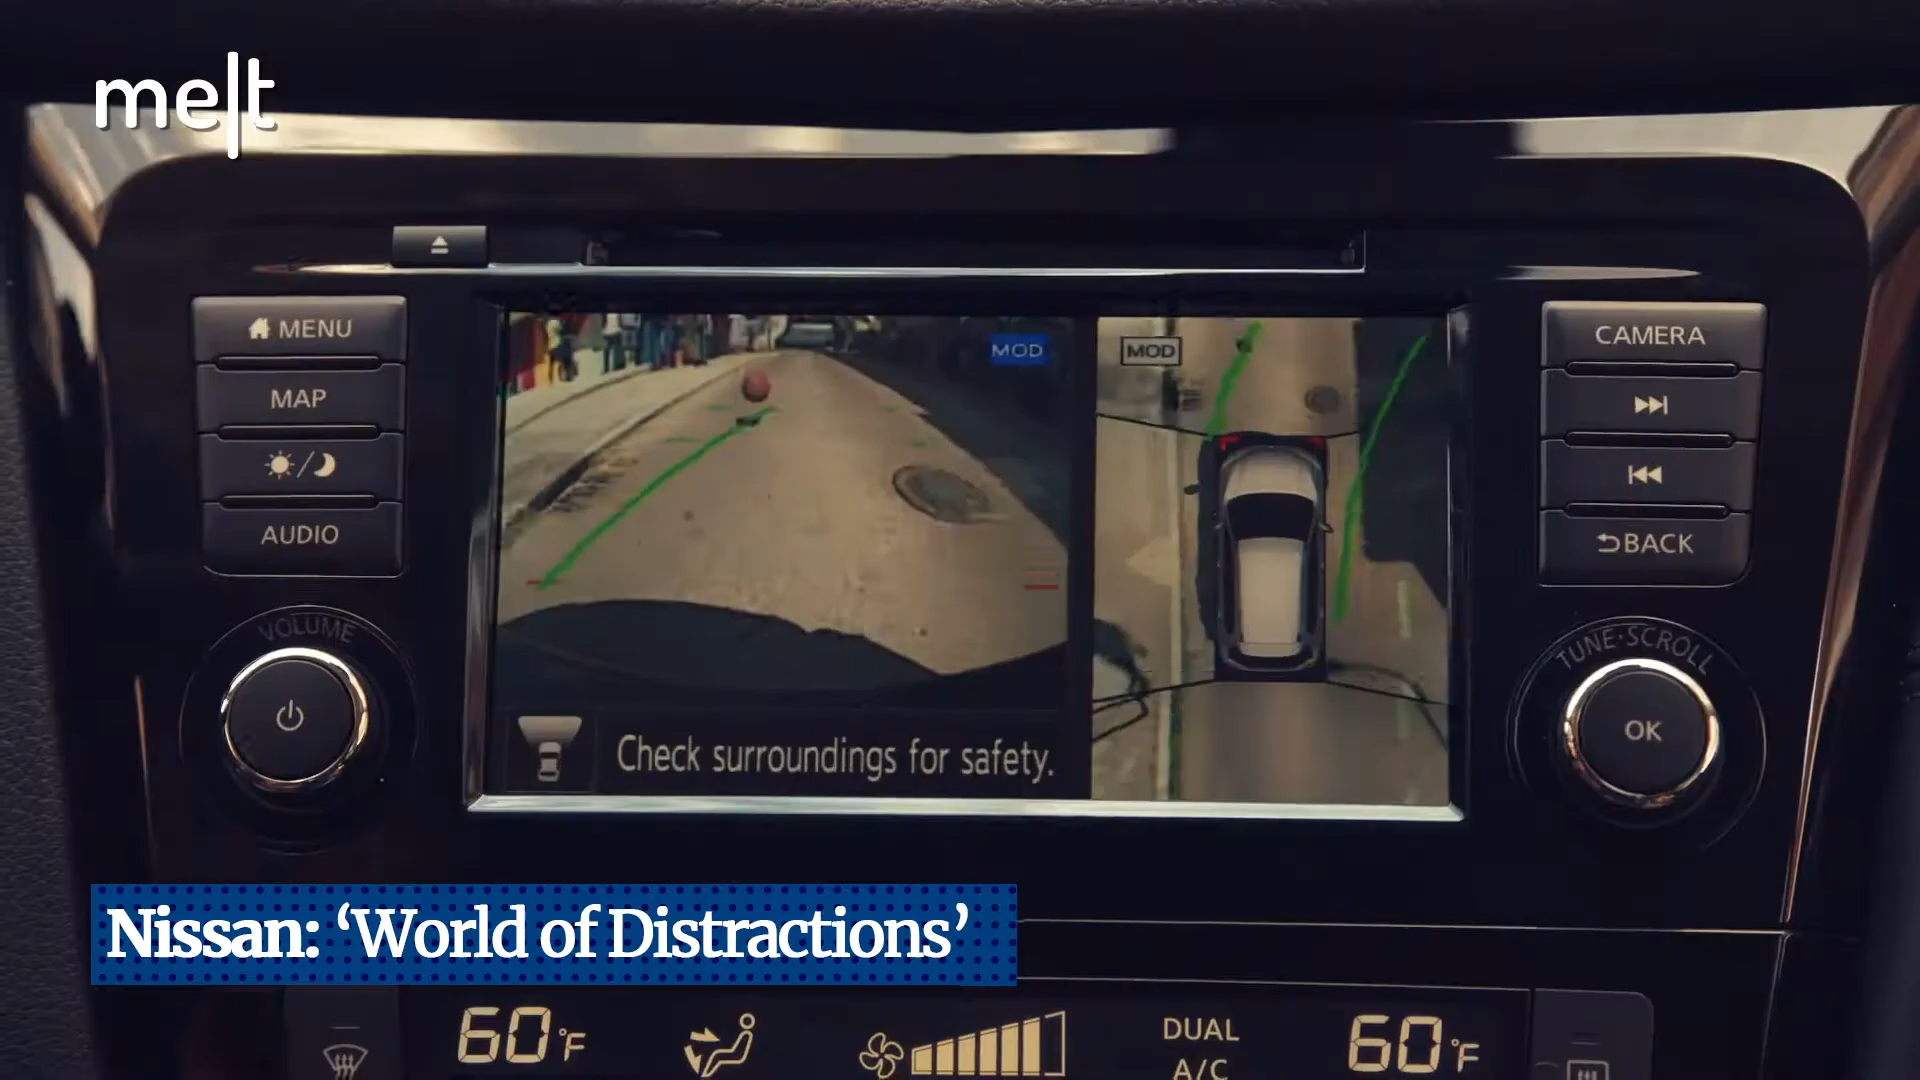 melt
MENU
MAP
AUDIO
VOLUME
MOD
MOD
Check surroundings for safety.
CAMERA
BACK
TUNE·SCROLL
OK
Nissan: ‘World of Distractions’
60°F
DUAL
A/C
60°F